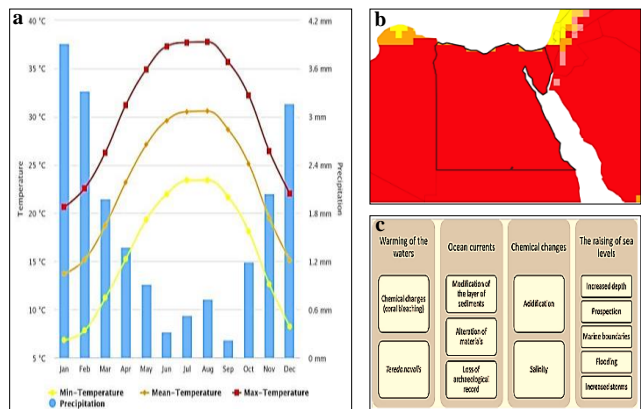 a
40 °C
35 °C
30 °C
25 °C
20 °C
15 °C
10 °C
5 °C
Temperature
4.2 mm
3.6 mm
3 mm
2.4 mm
1.8 mm
1.2 mm
0.6 mm
0 mm
Precipitation
Jan Feb Mar Apr May Jun Jul Aug Sep Oct Nov Dec
Min-Temperature Mean-Temperature Max-Temperature
Precipitation
b
c
Warming of the
waters
Chemical changes
(coral bleaching)
Teredo navalis
Ocean currents
Modification of
the layer of
sediments
Alteration of
materials
Loss of
archaeological
record
Chemical changes
Acidification
Salinity
The raising of sea
levels
Increased depth
Prospection
Marine boundaries
Flooding
Increased storms